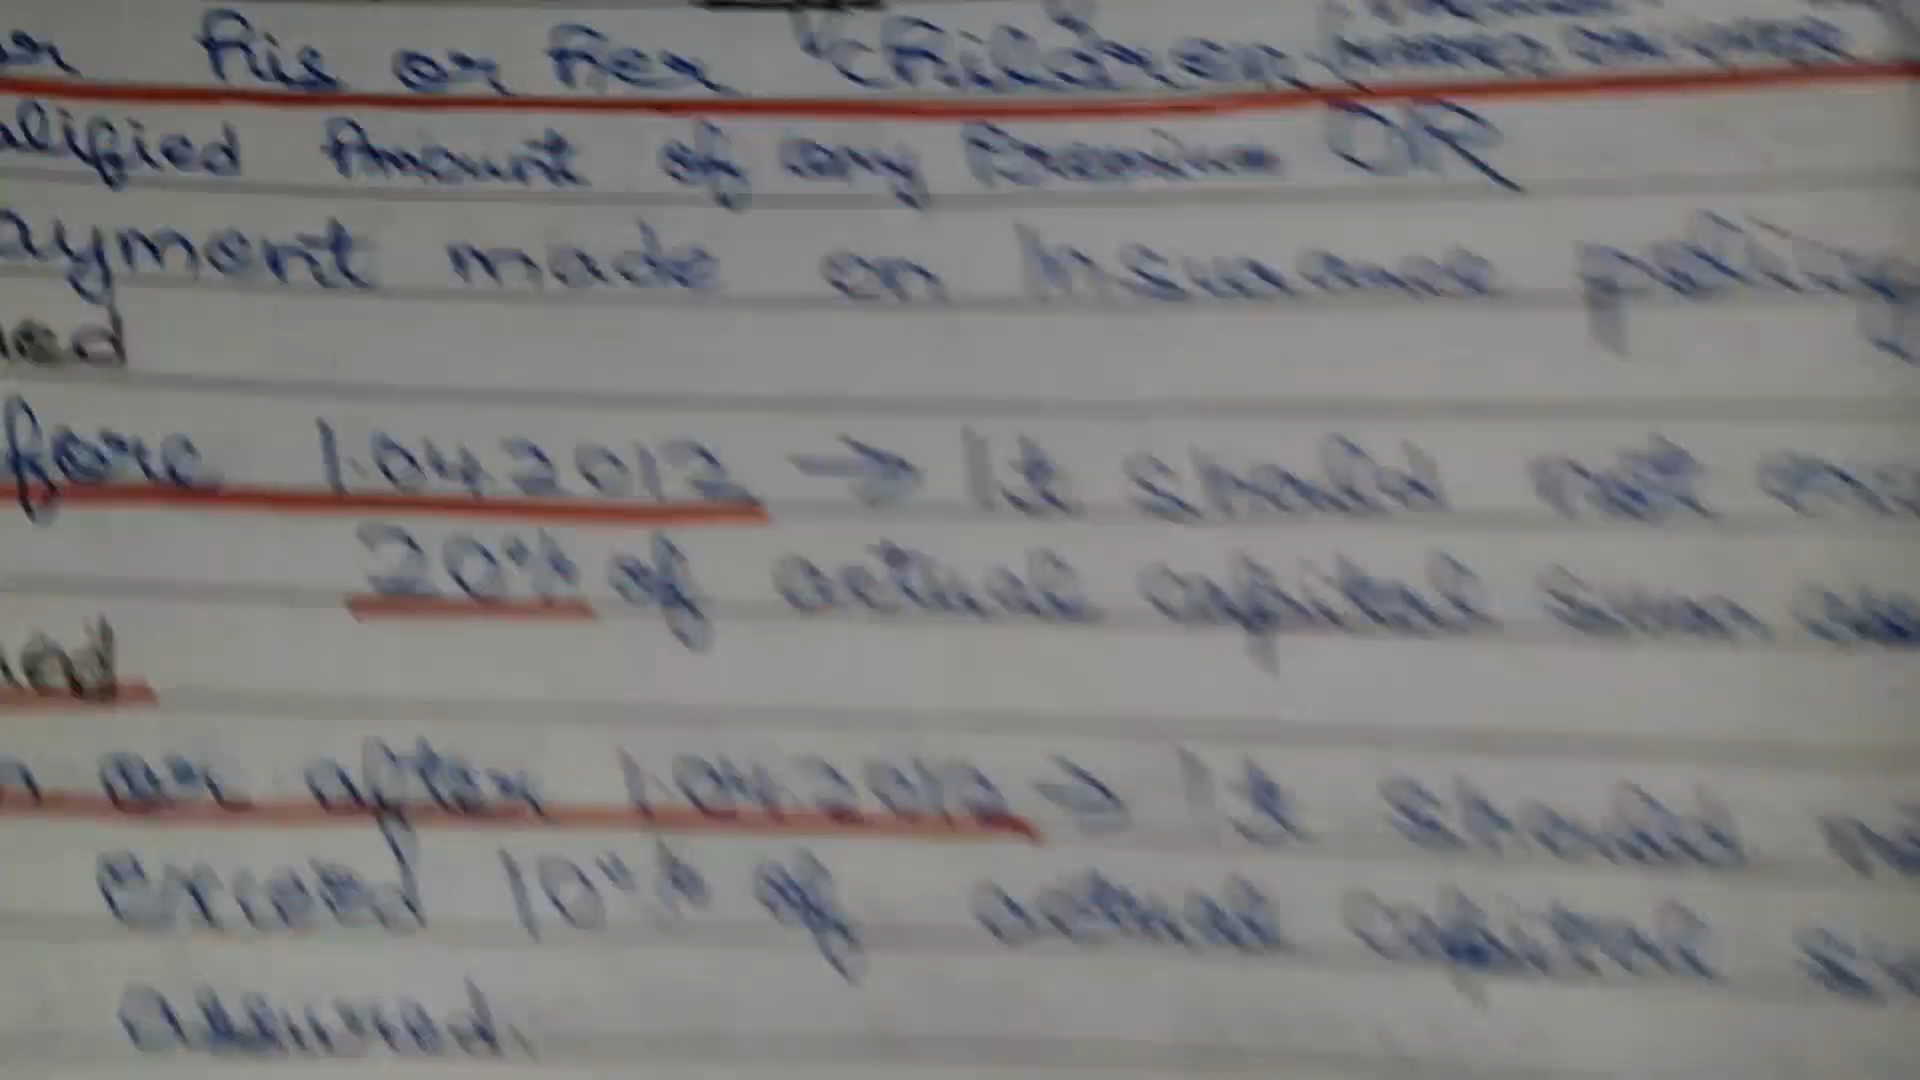 his or her children
alified Amount of any Premium OR
ayment made on Insurance policy
ed
fore 1.04.2012 → It should not
20% of actual capital sum
or after 1.04.2012 → It should
exceed 10% of actual capital
assured.